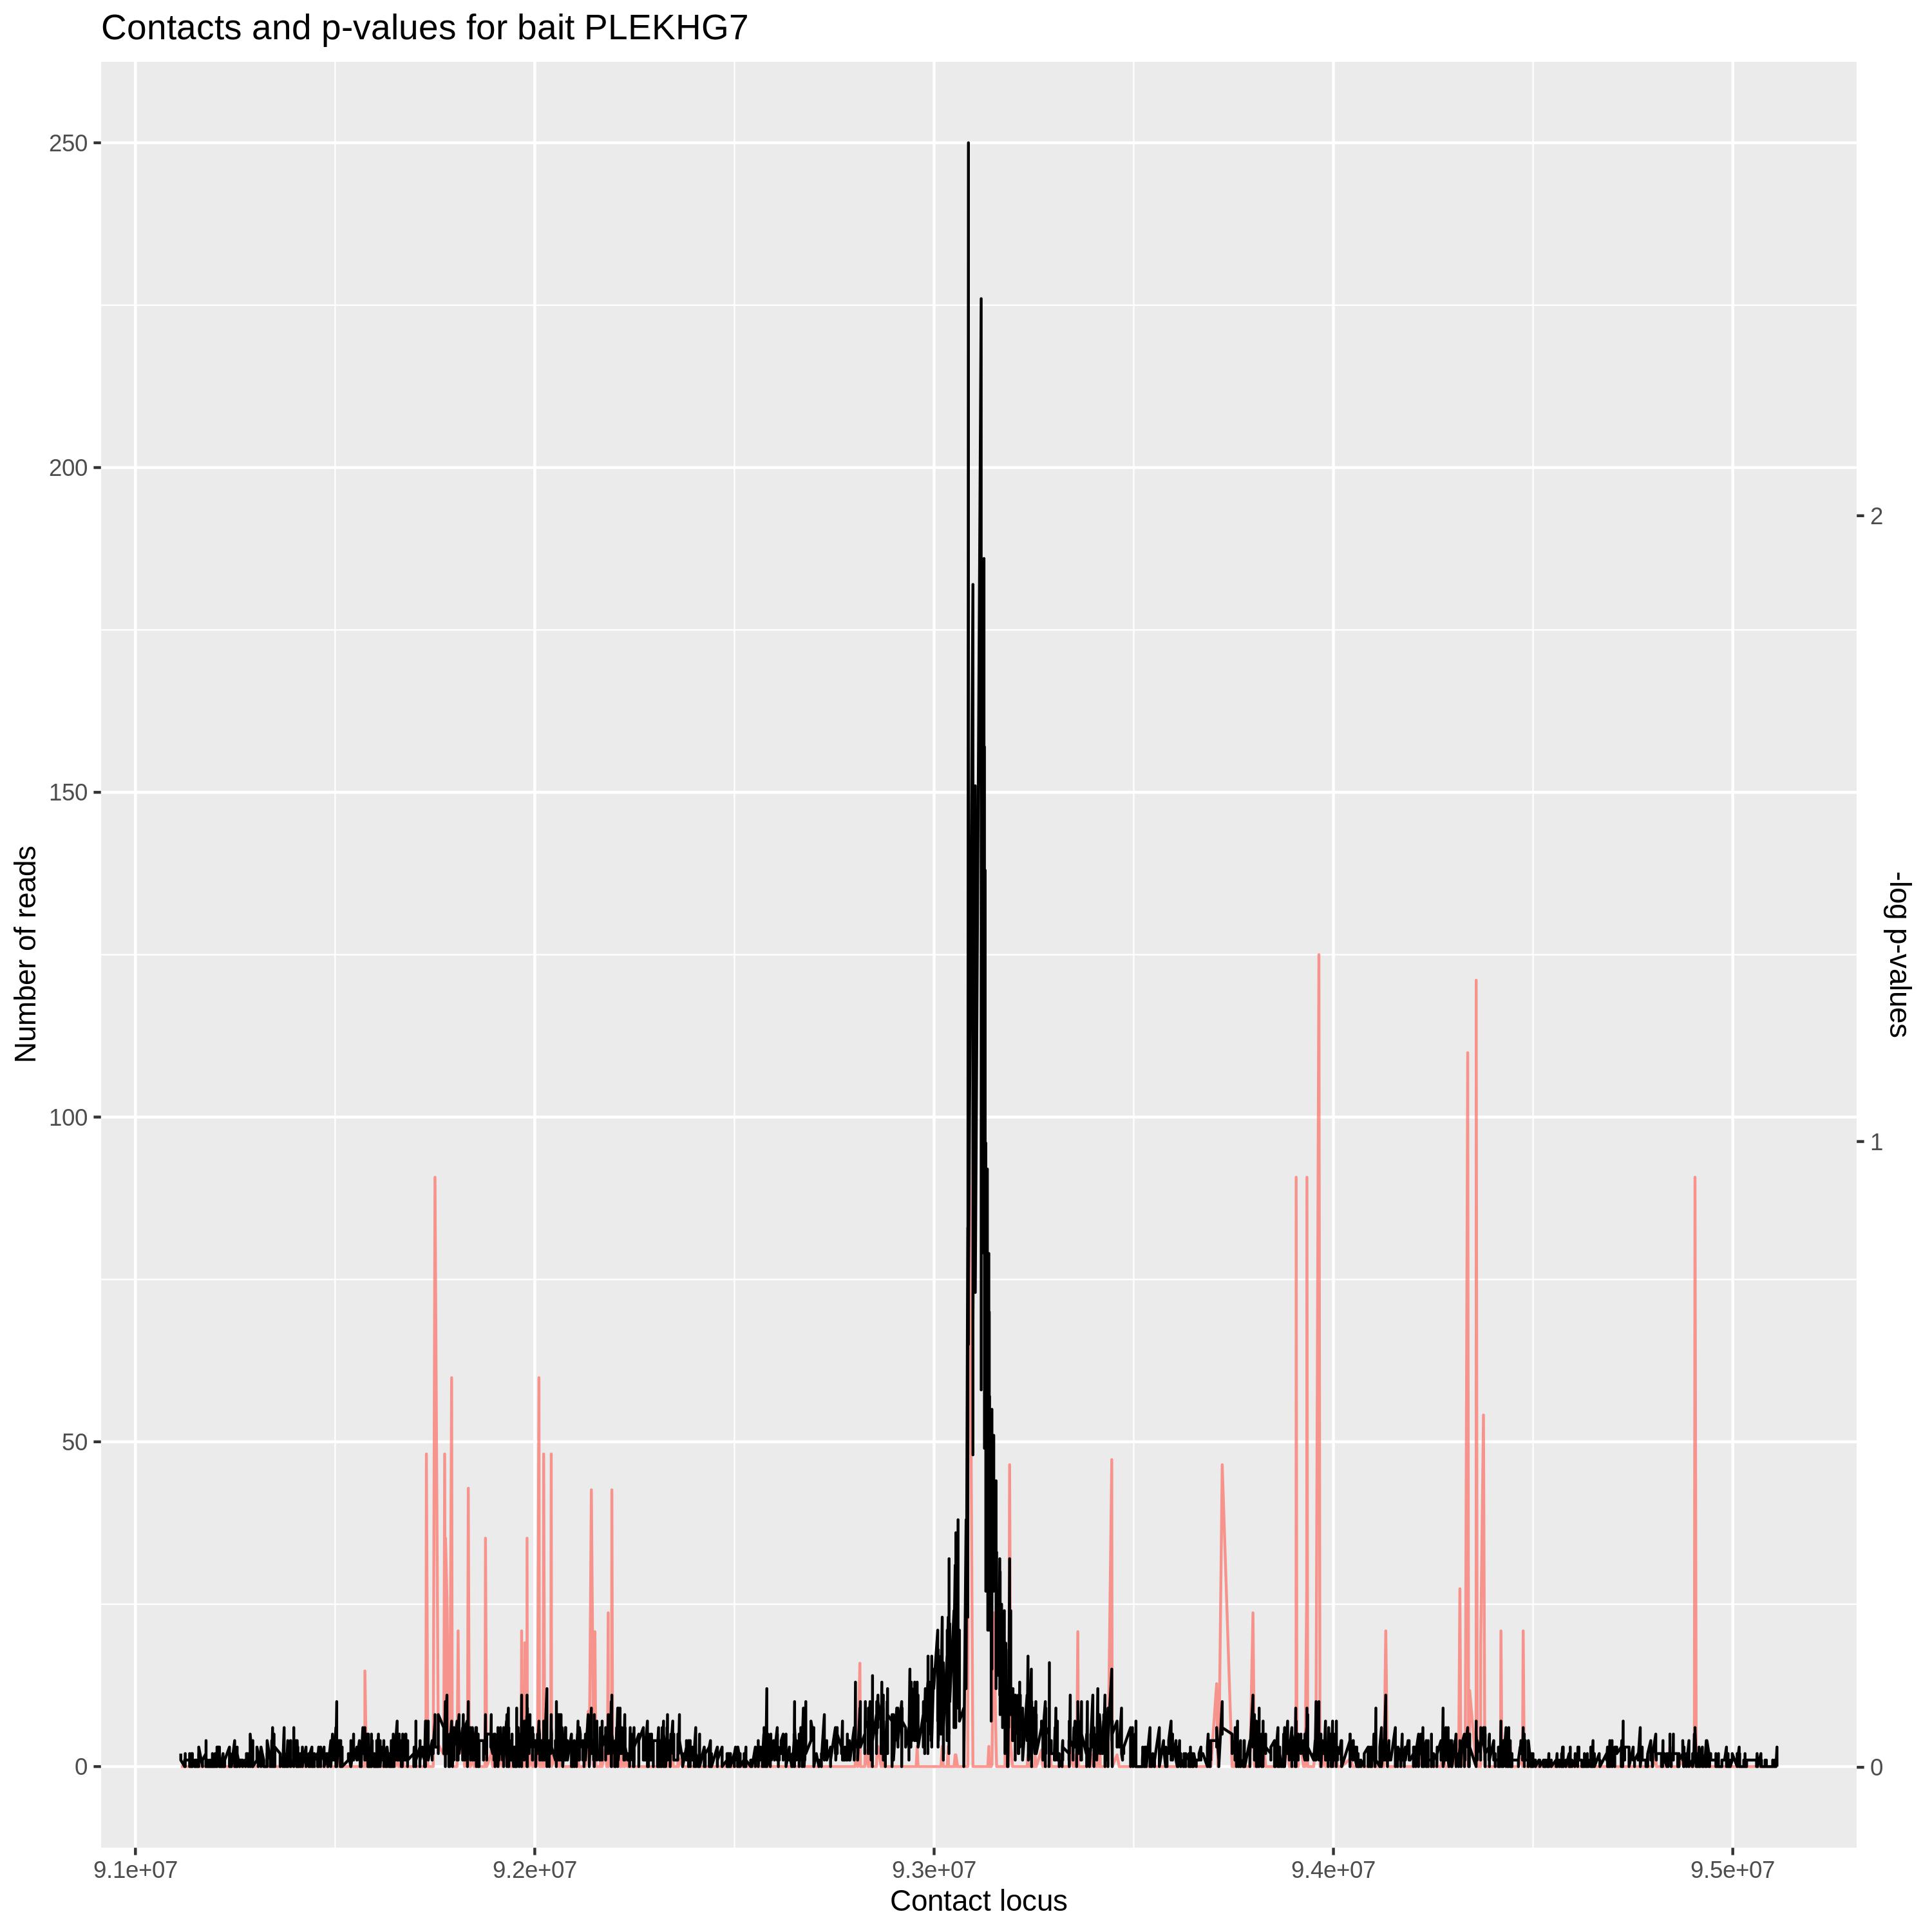 Contacts and p-values for bait PLEKHG7
250
200
150
100
50
0
Number of reads
2
1
0
-log p-values
9.1e+07 9.2e+07 9.3e+07 9.4e+07 9.5e+07
Contact locus